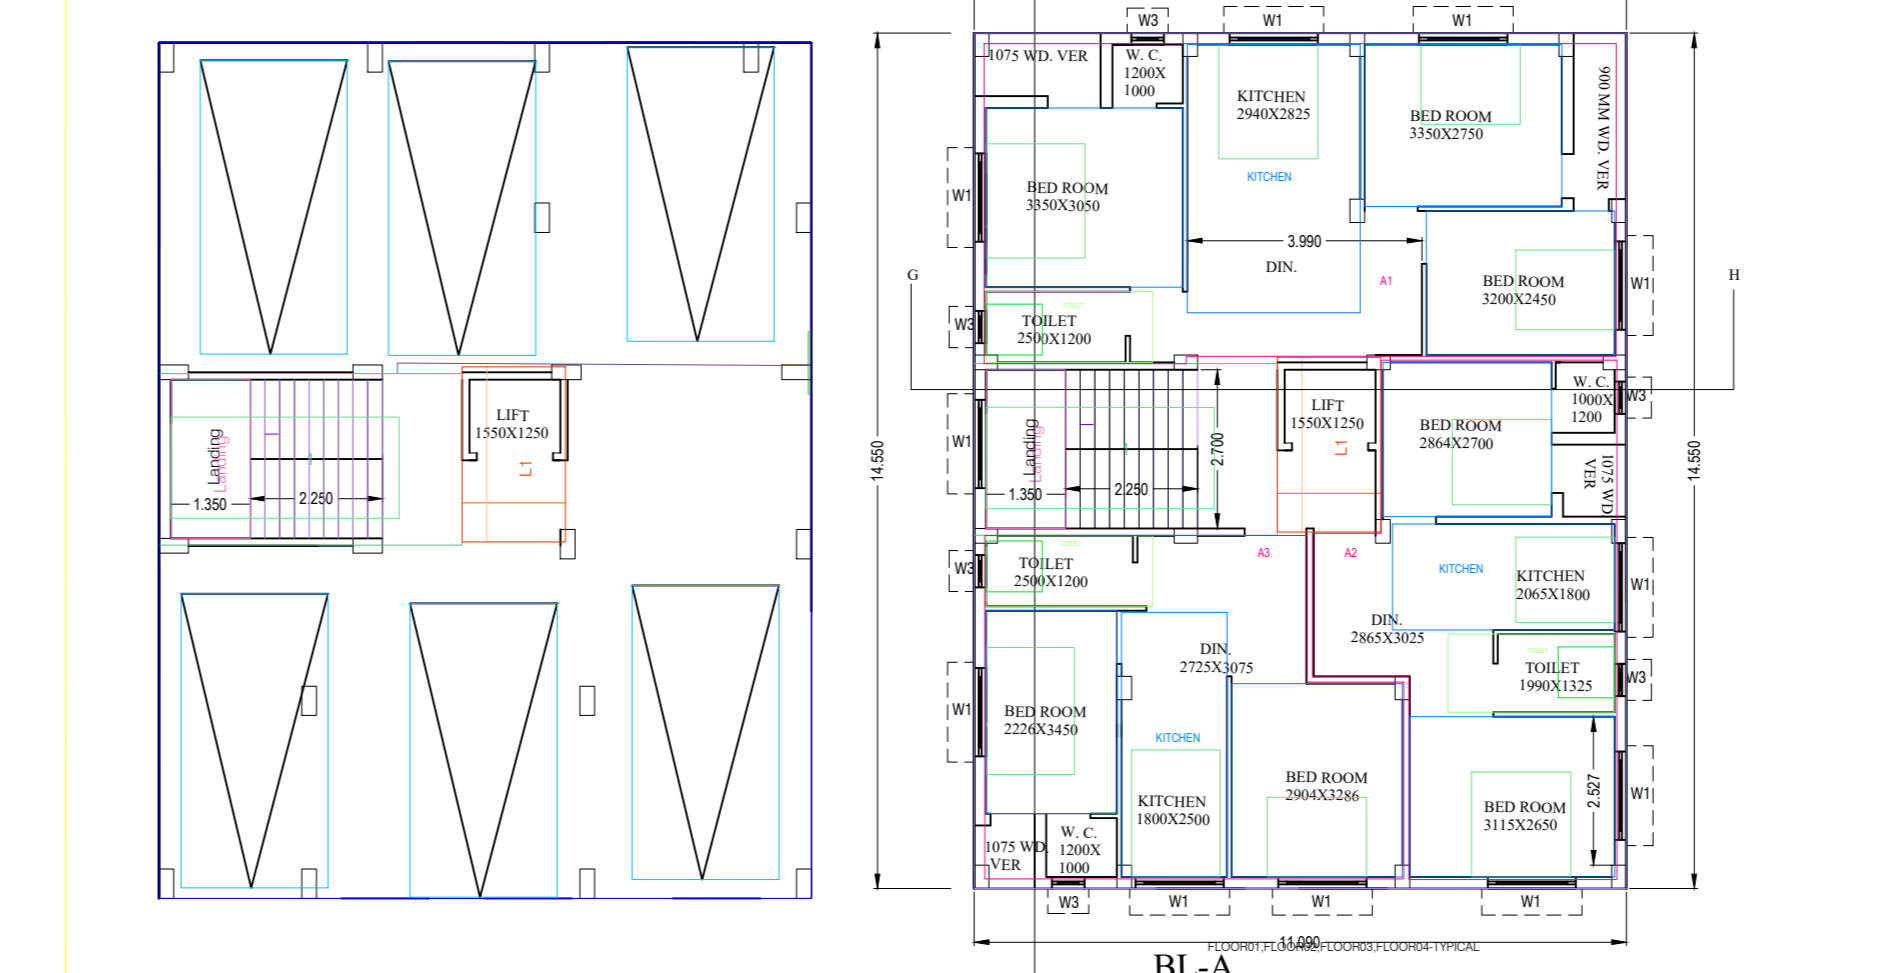 LIFT
1550X1250
L1
Landing
Landing
1.350
2.250
W3
W1
W1
1075 WD. VER
W. C.
1200X
1000
KITCHEN
2940X2825
KITCHEN
BED ROOM
3350X2750
900 MM WD. VER
BED ROOM
3350X3050
W1
3.990
DIN.
A1
G
H
BED ROOM
3200X2450
W1
TOILET
TOILET
2500X1200
W3
14.550
W1
Landing
Landing
1.350
2.250
2.700
LIFT
1550X1250
L1
BED ROOM
2864X2700
W. C.
1000X
1200
W3
1075 WD.
VER
14.550
A3
A2
TOILET
TOILET
2500X1200
W3
KITCHEN
KITCHEN
2065X1800
W1
DIN.
2865X3025
DIN.
2725X3075
TOILET
TOILET
1990X1325
W3
BED ROOM
2226X3450
W1
KITCHEN
KITCHEN
1800X2500
BED ROOM
2904X3286
BED ROOM
3115X2650
2.527
W1
1075 WD.
VER
W. C.
1200X
1000
W3
W1
W1
W1
11.090
FLOOR01,FLOOR02,FLOOR03,FLOOR04-TYPICAL
BL-A